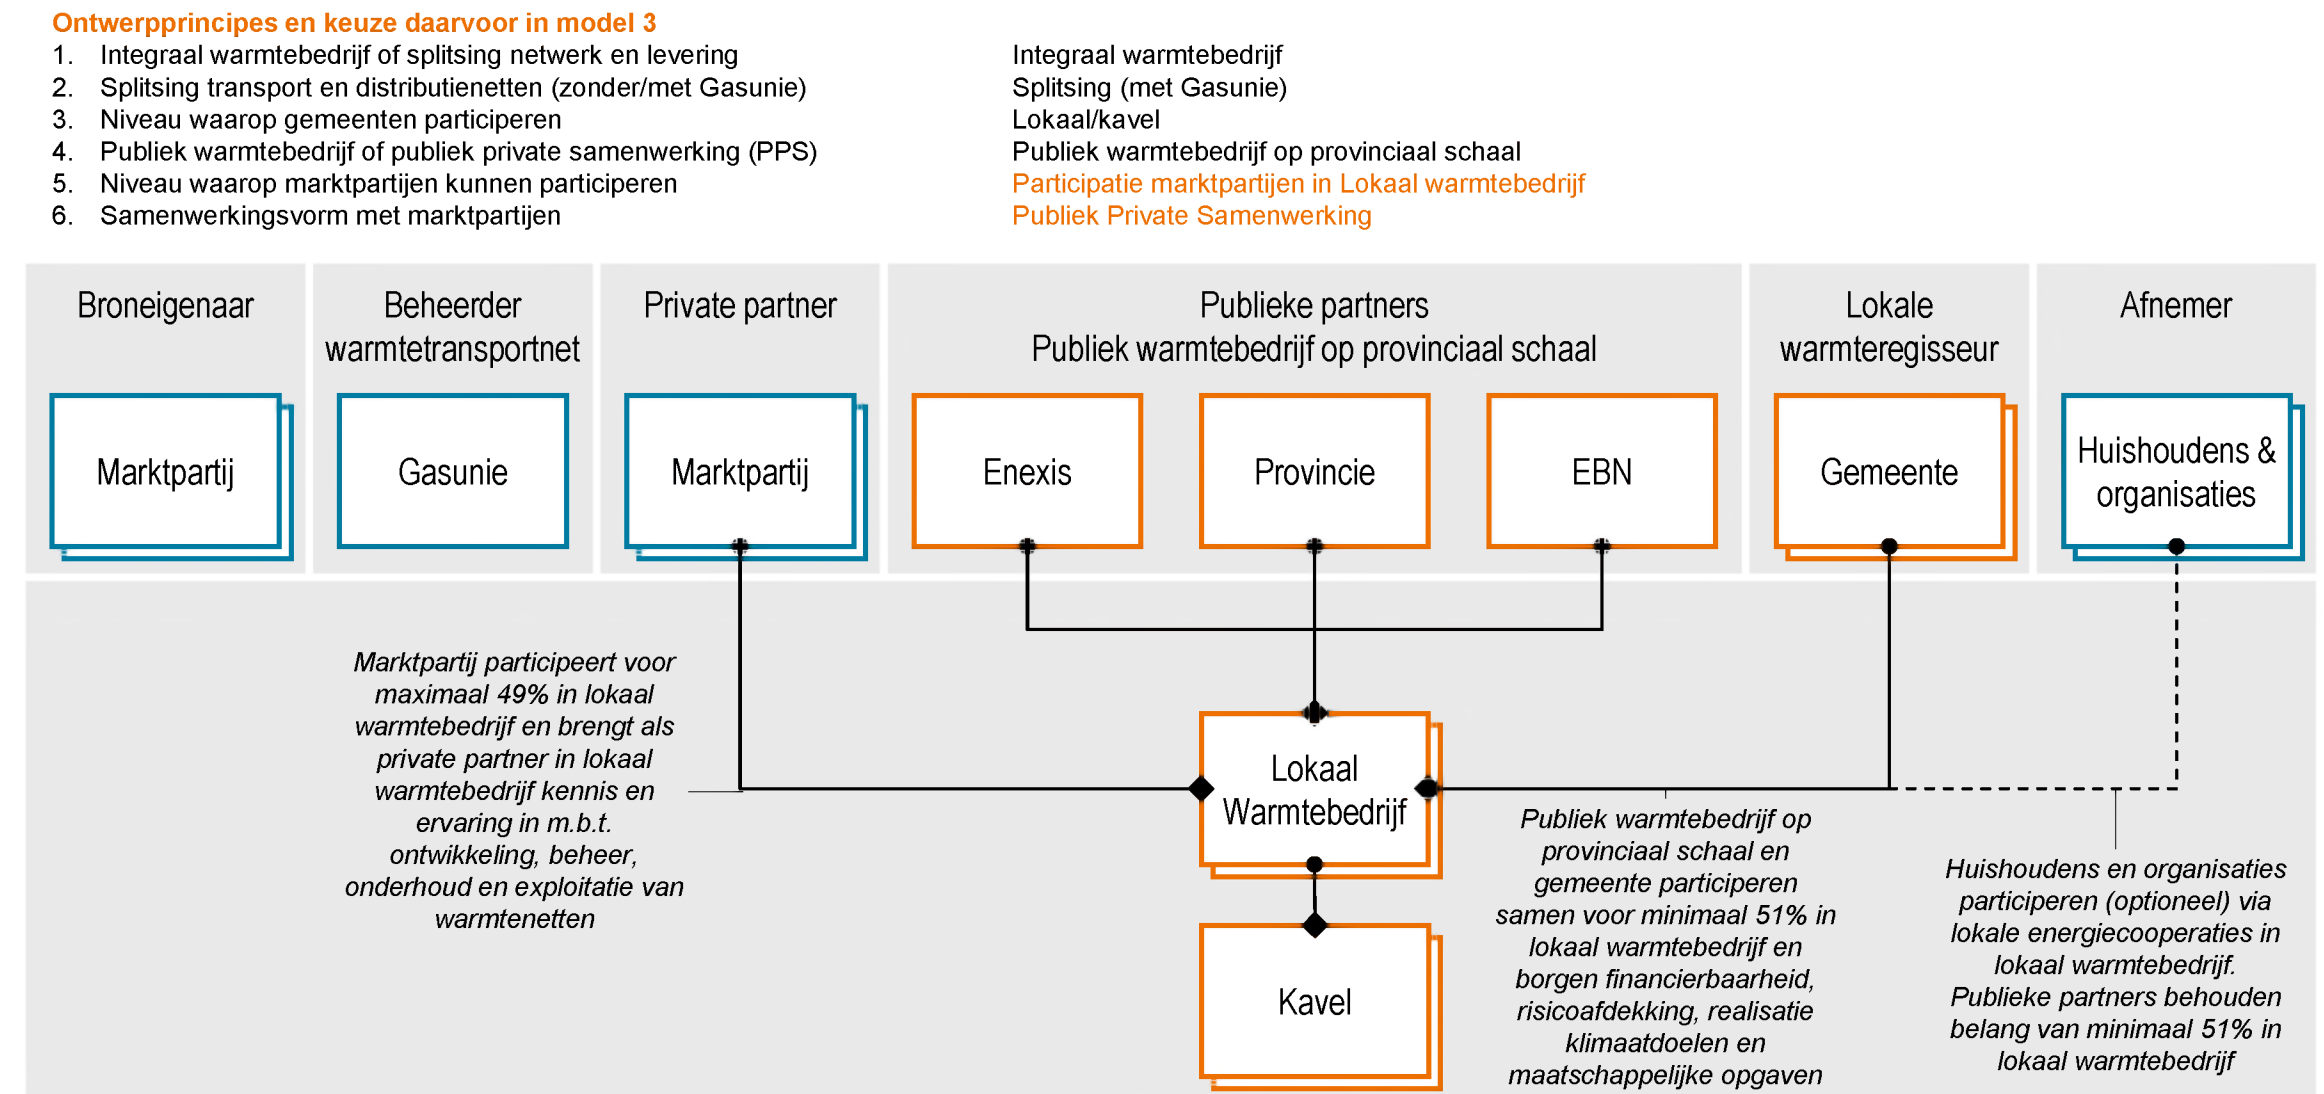 Ontwerpprincipes en keuze daarvoor in model 3
1. Integraal warmtebedrijf of splitsing netwerk en levering Integraal warmtebedrijf
2. Splitsing transport en distributienetten (zonder/met Gasunie) Splitsing (met Gasunie)
3. Niveau waarop gemeenten participeren Lokaal/kavel
4. Publiek warmtebedrijf of publiek private samenwerking (PPS) Publiek warmtebedrijf op provinciaal schaal
5. Niveau waarop marktpartijen kunnen participeren Participatie marktpartijen in Lokaal warmtebedrijf
6. Samenwerkingsvorm met marktpartijen Publiek Private Samenwerking
Broneigenaar
Beheerder
warmtetransportnet
Private partner
Publieke partners
Publiek warmtebedrijf op provinciaal schaal
Lokale
warmteregisseur
Afnemer
Marktpartij
Gasunie
Marktpartij
Enexis
Provincie
EBN
Gemeente
Huishoudens &
organisaties
Marktpartij participeert voor
maximaal 49% in lokaal
warmtebedrijf en brengt als
private partner in lokaal
warmtebedrijf kennis en
ervaring in m.b.t.
ontwikkeling, beheer,
onderhoud en exploitatie van
warmtenetten
Lokaal
Warmtebedrijf
Kavel
Publiek warmtebedrijf op
provinciaal schaal en
gemeente participeren
samen voor minimaal 51% in
lokaal warmtebedrijf en
borgen financierbaarheid,
risicoafdekking, realisatie
klimaatdoelen en
maatschappelijke opgaven
Huishoudens en organisaties
participeren (optioneel) via
lokale energiecooperaties in
lokaal warmtebedrijf.
Publieke partners behouden
belang van minimaal 51% in
lokaal warmtebedrijf